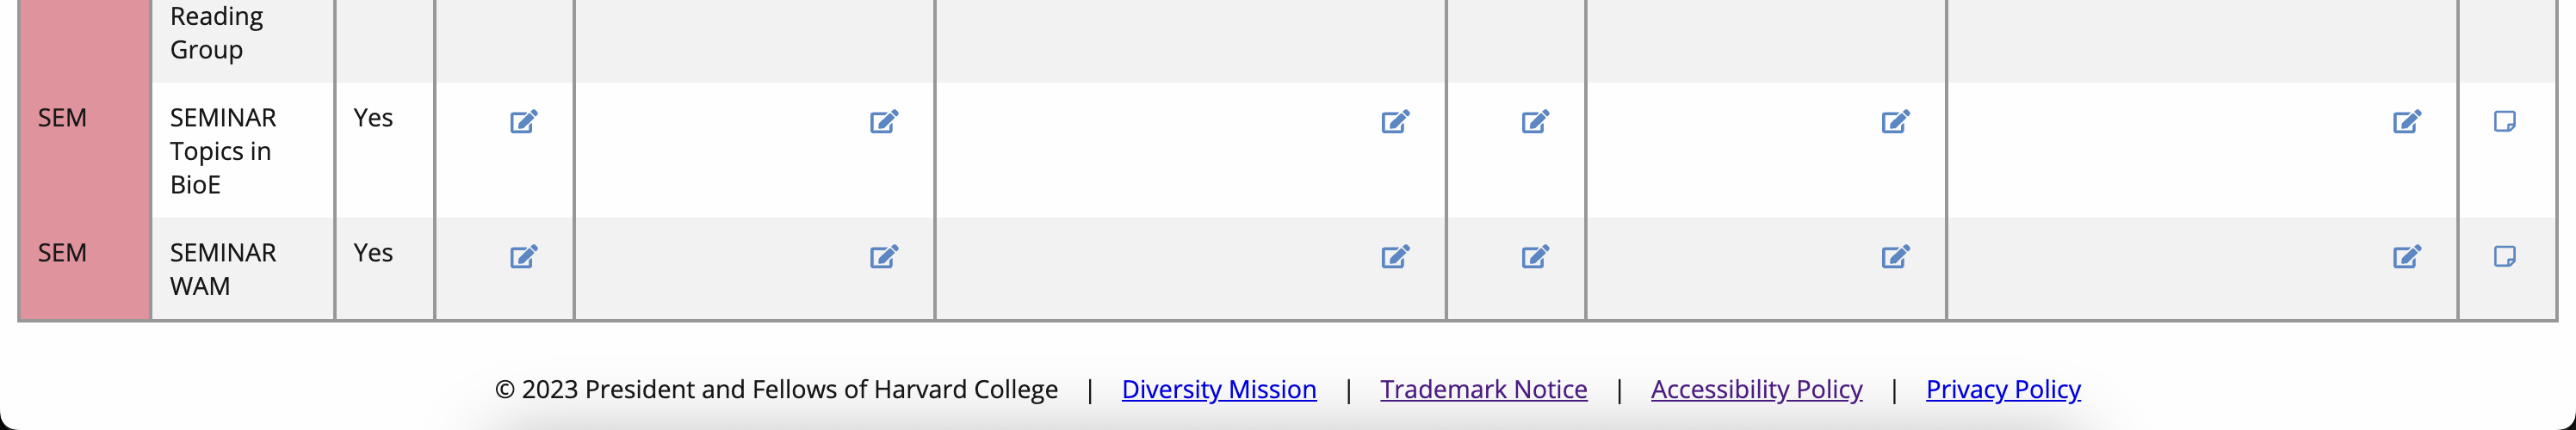 Reading
Group
SEM
SEMINAR
Topics in
BioE
Yes
SEM
SEMINAR
WAM
Yes
© 2023 President and Fellows of Harvard College | Diversity Mission | Trademark Notice | Accessibility Policy | Privacy Policy